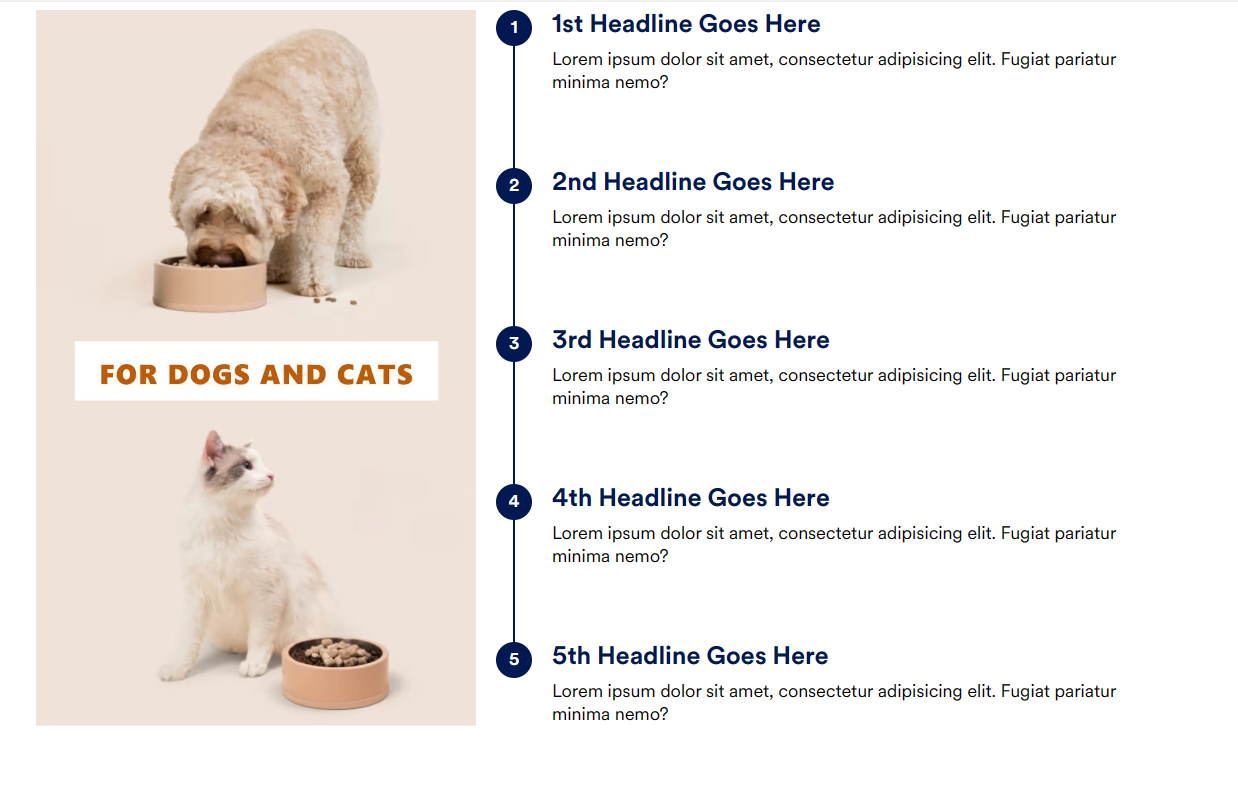 FOR DOGS AND CATS
1
1st Headline Goes Here
Lorem ipsum dolor sit amet, consectetur adipisicing elit. Fugiat pariatur
minima nemo?
2
2nd Headline Goes Here
Lorem ipsum dolor sit amet, consectetur adipisicing elit. Fugiat pariatur
minima nemo?
3
3rd Headline Goes Here
Lorem ipsum dolor sit amet, consectetur adipisicing elit. Fugiat pariatur
minima nemo?
4
4th Headline Goes Here
Lorem ipsum dolor sit amet, consectetur adipisicing elit. Fugiat pariatur
minima nemo?
5
5th Headline Goes Here
Lorem ipsum dolor sit amet, consectetur adipisicing elit. Fugiat pariatur
minima nemo?